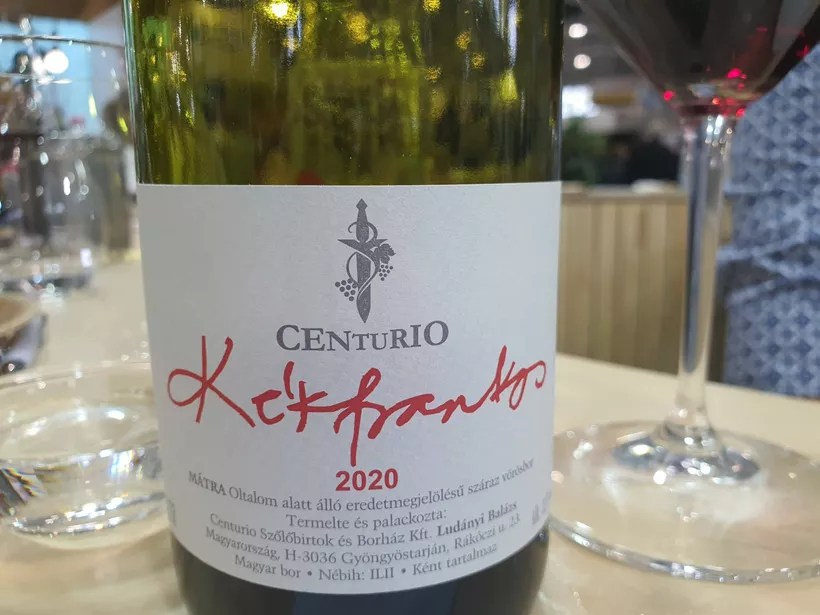 CENTURIO
Kékfrankos
2020
MÁTRA Oltalom alatt álló eredetmegjelölésű száraz vörösbor
Termelte és palackozta:
Centurio Szőlőbirtok és Borház Kft. Ludányi Balázs
Magyarország, H-3036 Gyöngyöstarján, Rákóczi u. 23.
Magyar bor • Nébih: ILII • Ként tartalmaz